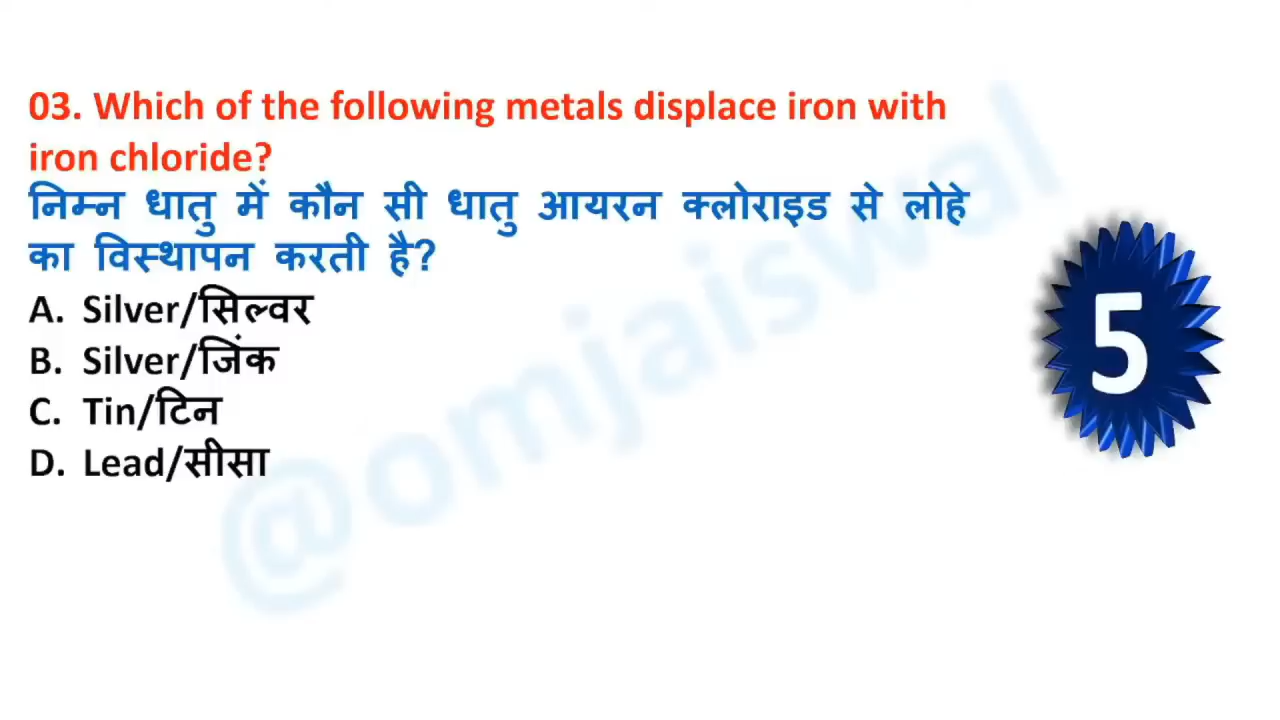 03. Which of the following metals displace iron with
iron chloride?
निम्न धातु में कौन सी धातु आयरन क्लोराइड से लोहे
का विस्थापन करती है?
A. Silver/सिल्वर
B. Silver/जिंक
C. Tin/टिन
D. Lead/सीसा
5
@omjaiswal